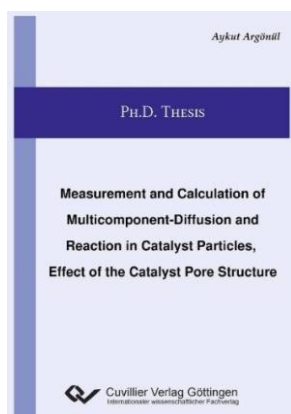 Aykut Argönül
PH.D. THESIS
Measurement and Calculation of
Multicomponent-Diffusion and
Reaction in Catalyst Particles,
Effect of the Catalyst Pore Structure
Cuvillier Verlag Göttingen
Internationaler wissenschaftlicher Fachverlag